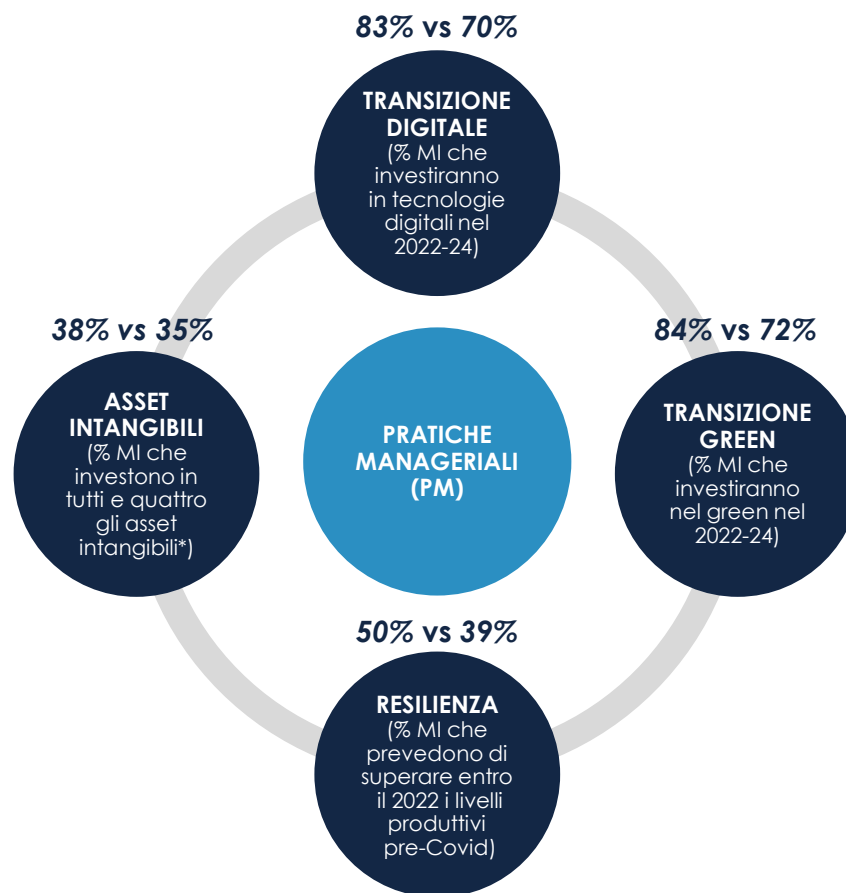 83% vs 70%
TRANSIZIONE
DIGITALE
(% MI che
investiranno
in tecnologie
digitali nel
2022-24)
38% vs 35%
ASSET
INTANGIBILI
(% MI che
investono in
tutti e quattro
gli asset
intangibili*)
PRATICHE
MANAGERIALI
(PM)
84% vs 72%
TRANSIZIONE
GREEN
(% MI che
investiranno
nel green nel
2022-24)
50% vs 39%
RESILIENZA
(% MI che
prevedono di
superare entro
il 2022 i livelli
produttivi
pre-Covid)